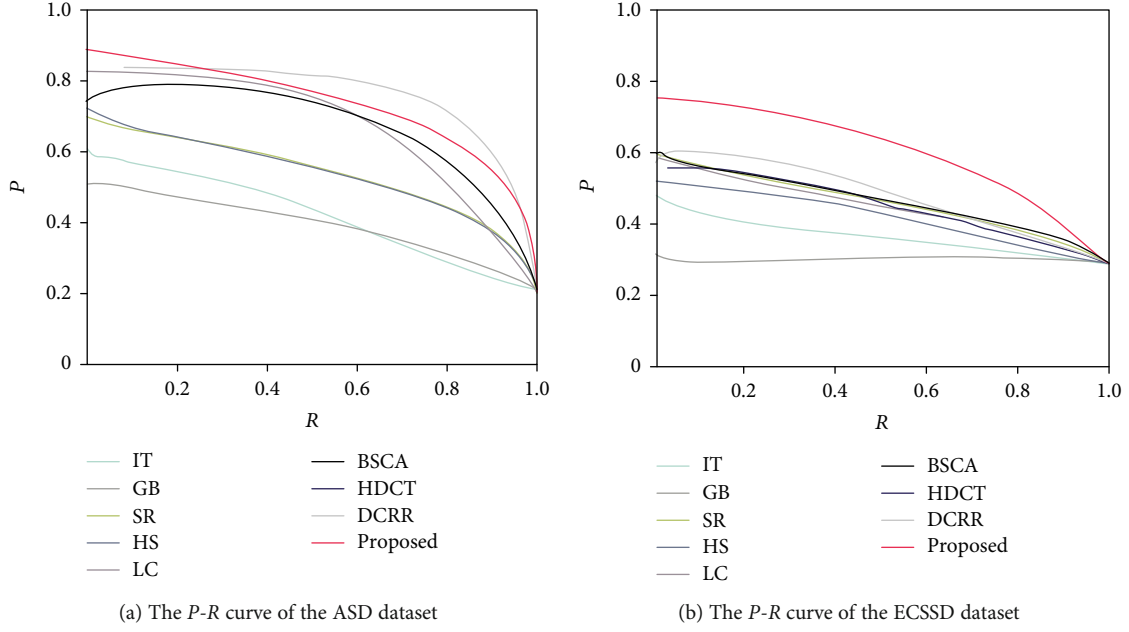 1.0
0.8
0.6
0.4
0.2
0
P
0.2 0.4 0.6 0.8 1.0
R
IT
GB
SR
HS
LC
BSCA
HDCT
DCRR
Proposed
(a) The P-R curve of the ASD dataset
1.0
0.8
0.6
0.4
0.2
0
P
0.2 0.4 0.6 0.8 1.0
R
IT
GB
SR
HS
LC
BSCA
HDCT
DCRR
Proposed
(b) The P-R curve of the ECSSD dataset